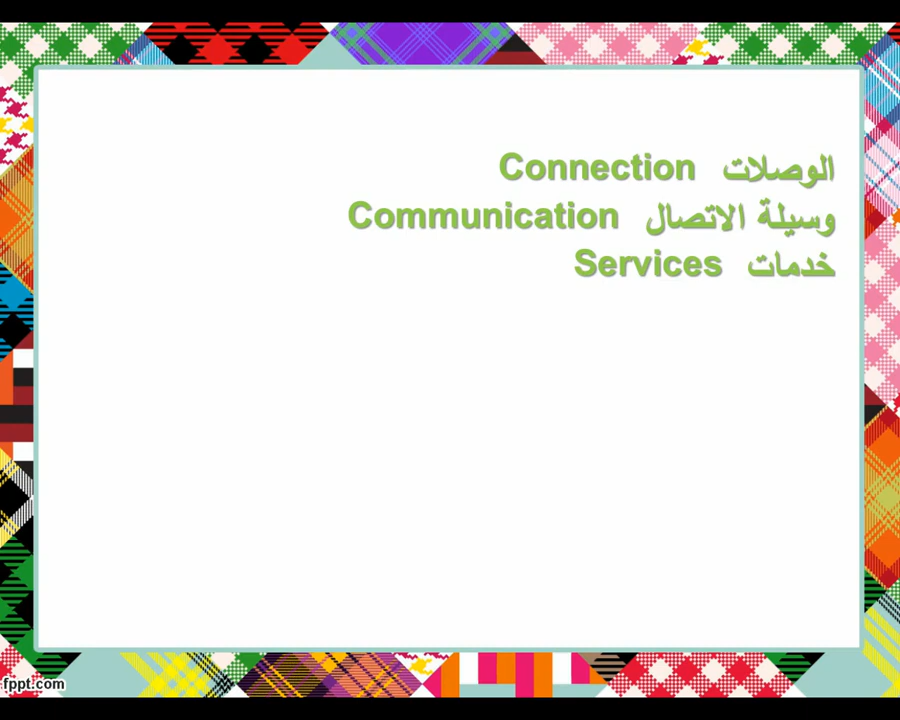 الوصلات Connection
وسيلة الاتصال Communication
خدمات Services
fppt.com